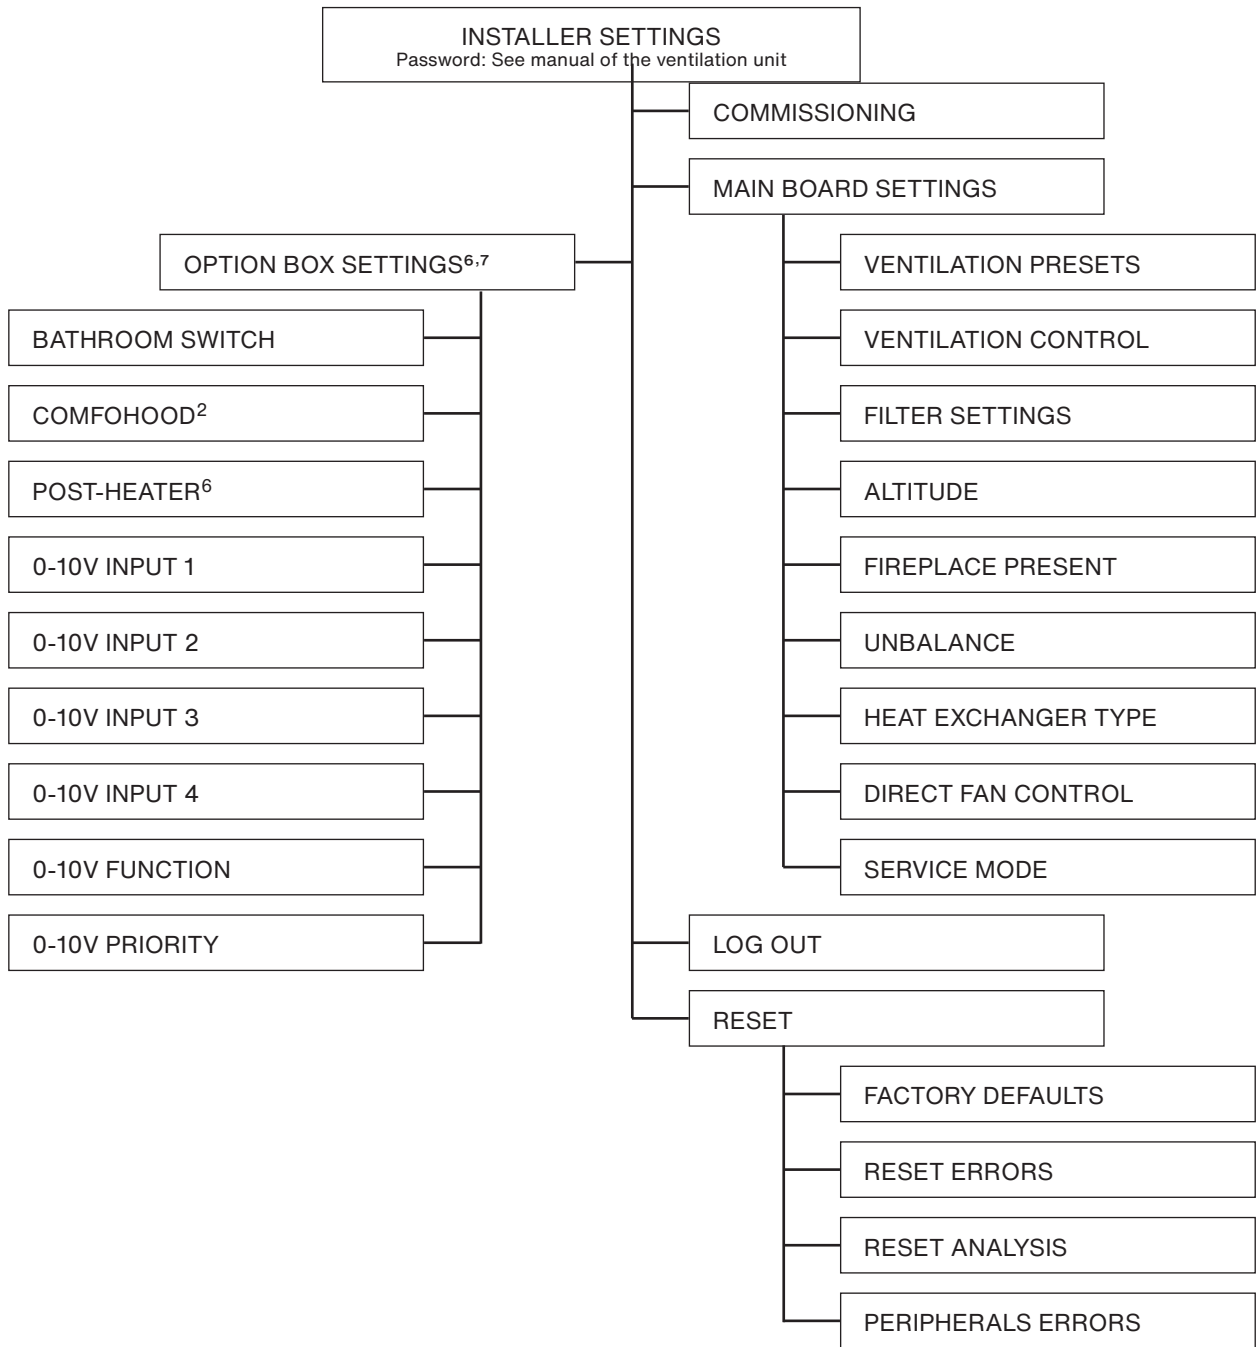 INSTALLER SETTINGS
Password: See manual of the ventilation unit
COMMISSIONING
MAIN BOARD SETTINGS
OPTION BOX SETTINGS⁶,⁷
BATHROOM SWITCH
COMFOHOOD²
POST-HEATER⁶
0-10V INPUT 1
0-10V INPUT 2
0-10V INPUT 3
0-10V INPUT 4
0-10V FUNCTION
0-10V PRIORITY
VENTILATION PRESETS
VENTILATION CONTROL
FILTER SETTINGS
ALTITUDE
FIREPLACE PRESENT
UNBALANCE
HEAT EXCHANGER TYPE
DIRECT FAN CONTROL
SERVICE MODE
LOG OUT
RESET
FACTORY DEFAULTS
RESET ERRORS
RESET ANALYSIS
PERIPHERALS ERRORS